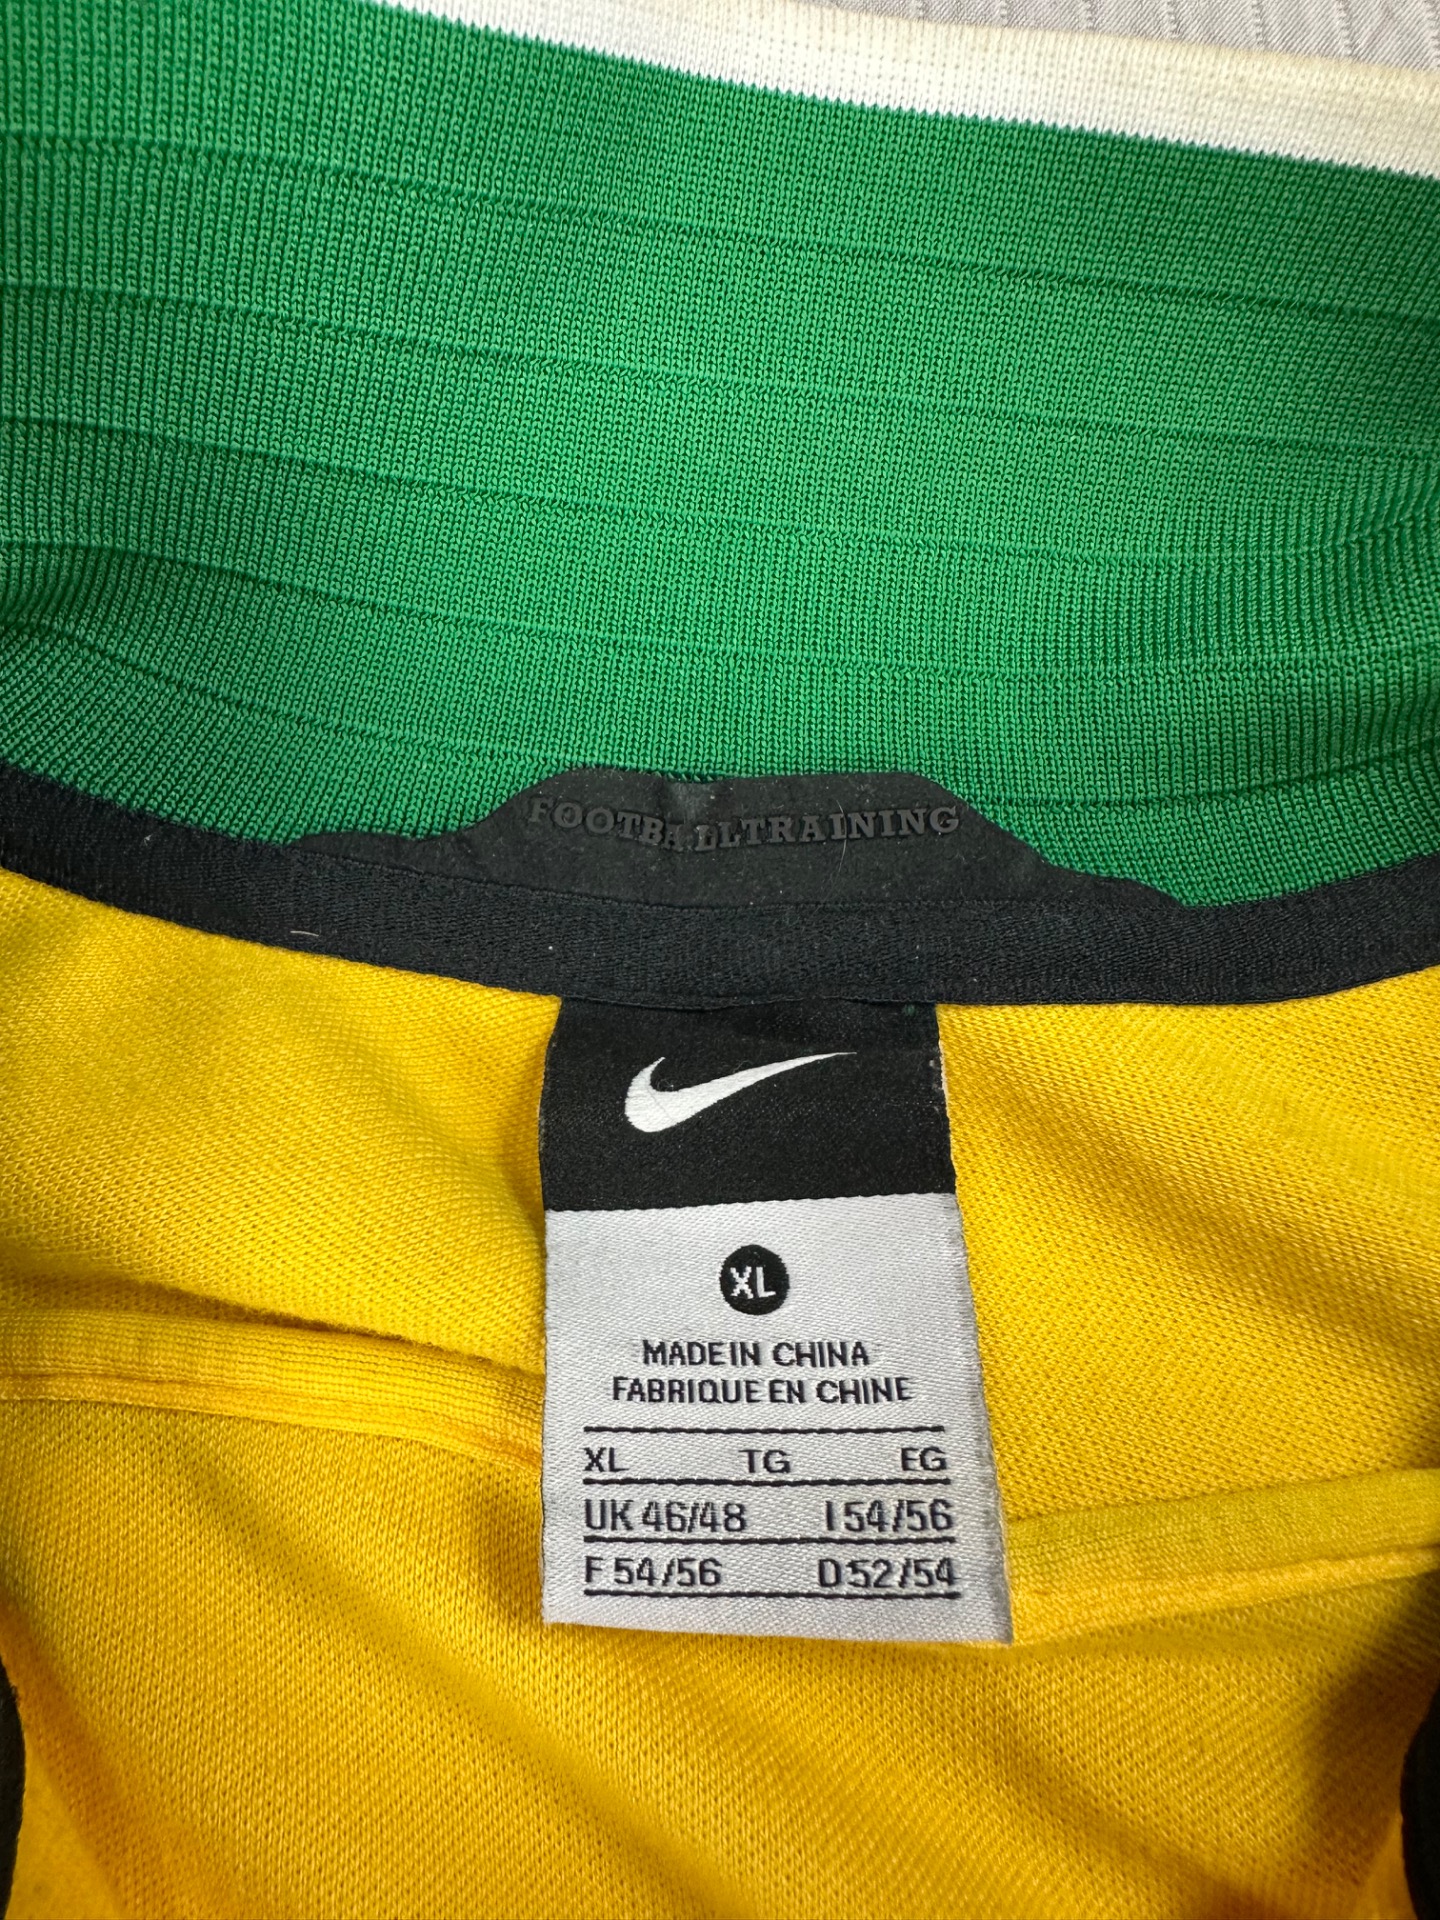 FOOTBALLTRAINING
XL
MADE IN CHINA
FABRIQUE EN CHINE
XL TG EG
UK 46/48 I 54/56
F 54/56 D 52/54